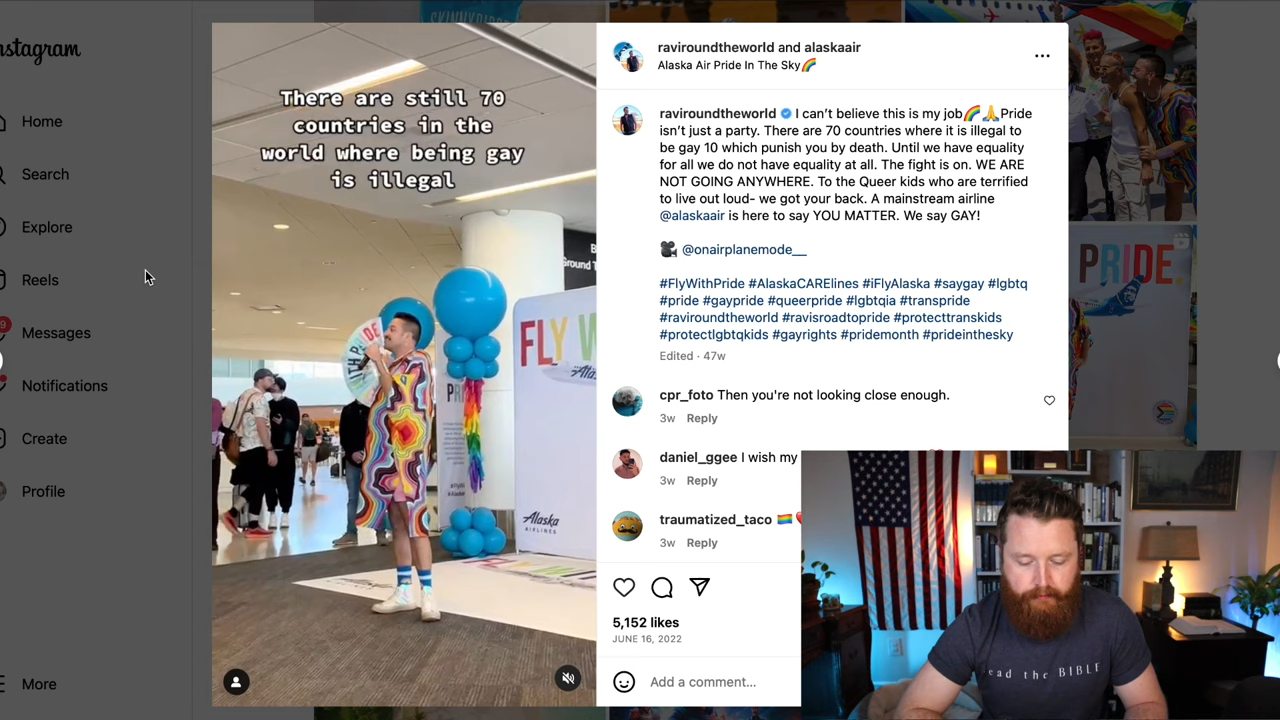 SKINNYDIPP
nstagram
Home
Search
Explore
Reels
9
Messages
Notifications
Create
Profile
More
There are still 70
countries in the
world where being gay
is illegal
FLY W
PRIDE
Alaska
AIRLINES
raviroundtheworld and alaskaair
Alaska Air Pride In The Sky🌈
raviroundtheworld I can't believe this is my job🌈🙏Pride
isn't just a party. There are 70 countries where it is illegal to
be gay 10 which punish you by death. Until we have equality
for all we do not have equality at all. The fight is on. WE ARE
NOT GOING ANYWHERE. To the Queer kids who are terrified
to live out loud- we got your back. A mainstream airline
@alaskaair is here to say YOU MATTER. We say GAY!
🎥 @onairplanemode__
#FlyWithPride #AlaskaCARElines #iFlyAlaska #saygay #lgbtq
#pride #gaypride #queerpride #lgbtqia #transpride
#raviroundtheworld #ravisroadtopride #protecttranskids
#protectlgbtqkids #gayrights #pridemonth #prideinthesky
Edited · 47w
cpr_foto Then you're not looking close enough.
3w Reply
daniel_ggee I wish my
3w Reply
traumatized_taco 🏳️‍🌈
3w Reply
5,152 likes
JUNE 16, 2022
Add a comment...
PRIDE.
ead the BIBLE